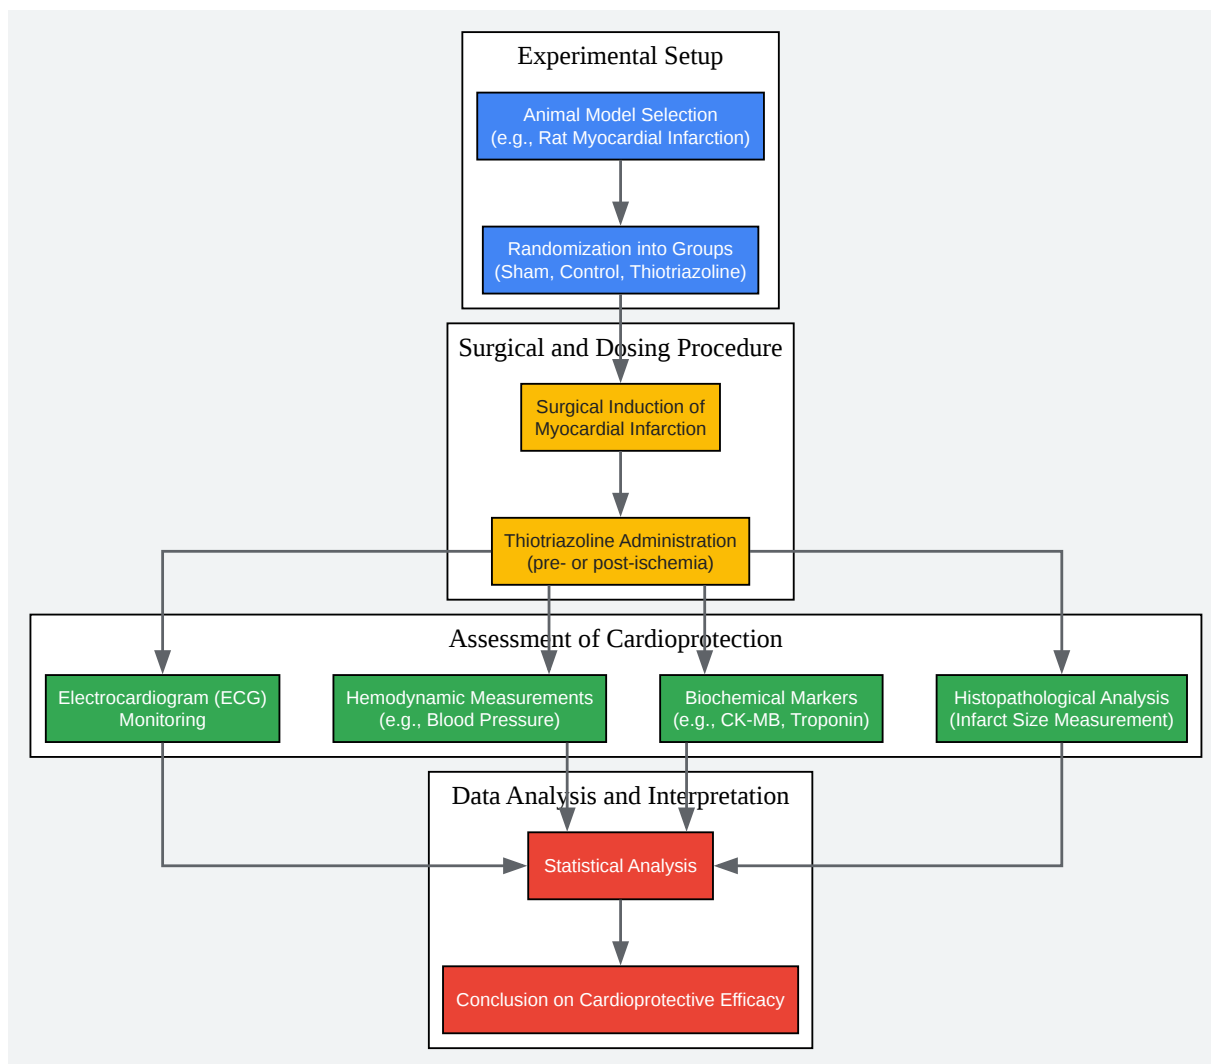 Experimental Setup
Animal Model Selection
(e.g., Rat Myocardial Infarction)
Randomization into Groups
(Sham, Control, Thiotriazoline)
Surgical and Dosing Procedure
Surgical Induction of
Myocardial Infarction
Thiotriazoline Administration
(pre- or post-ischemia)
Assessment of Cardioprotection
Electrocardiogram (ECG)
Monitoring
Hemodynamic Measurements
(e.g., Blood Pressure)
Biochemical Markers
(e.g., CK-MB, Troponin)
Histopathological Analysis
(Infarct Size Measurement)
Data Analysis and Interpretation
Statistical Analysis
Conclusion on Cardioprotective Efficacy